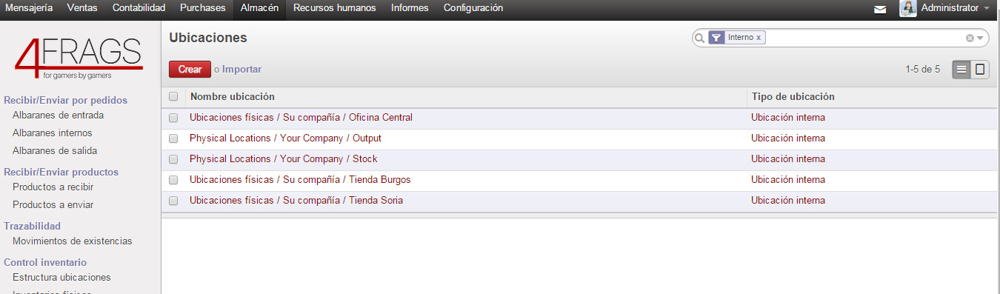 Mensajería Ventas Contabilidad Purchases Almacén Recursos humanos Informes Configuración Administrator
4FRAGS
for gamers by gamers
Ubicaciones
Interno x
Crear o Importar
1-5 de 5
Recibir/Enviar por pedidos
Albaranes de entrada
Albaranes internos
Albaranes de salida
Recibir/Enviar productos
Productos a recibir
Productos a enviar
Trazabilidad
Movimientos de existencias
Control inventario
Estructura ubicaciones
Inventarios físicos
Nombre ubicación Tipo de ubicación
Ubicaciones físicas / Su compañía / Oficina Central Ubicación interna
Physical Locations / Your Company / Output Ubicación interna
Physical Locations / Your Company / Stock Ubicación interna
Ubicaciones físicas / Su compañía / Tienda Burgos Ubicación interna
Ubicaciones físicas / Su compañía / Tienda Soria Ubicación interna